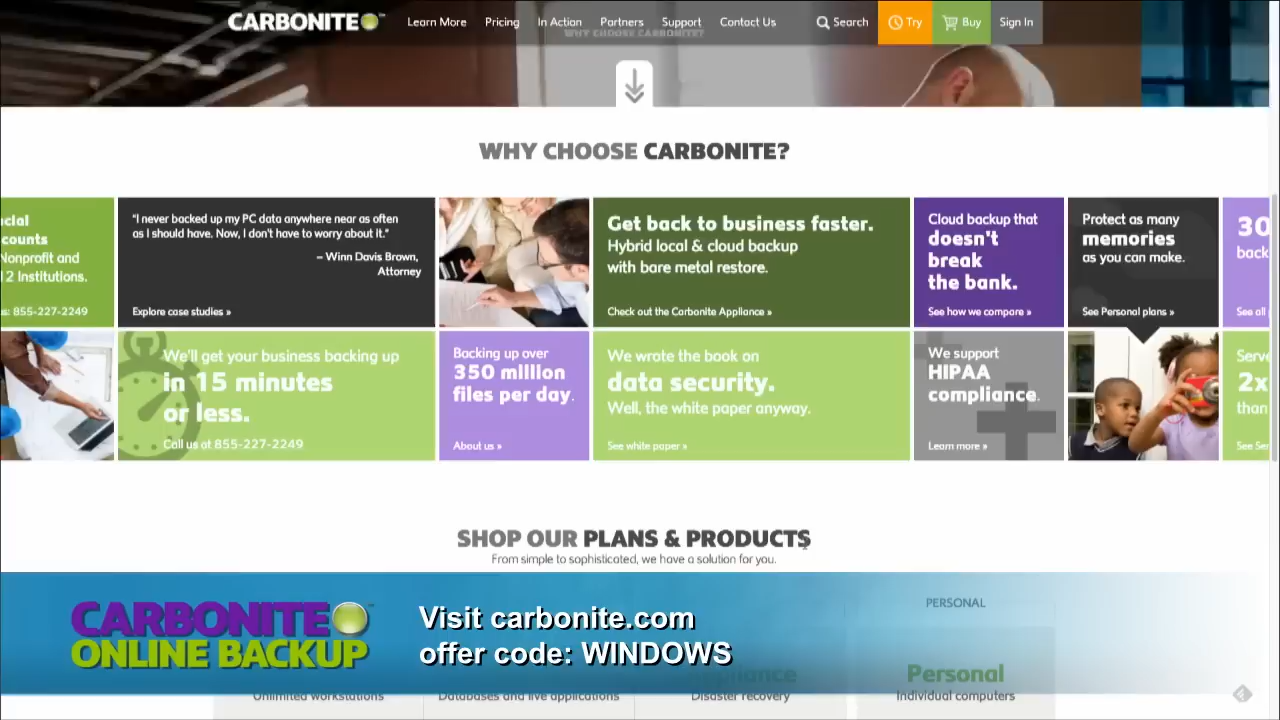 CARBONITE
Learn More Pricing In Action Partners Support Contact Us Search Try Buy Sign In
WHY CHOOSE CARBONITE?
WHY CHOOSE CARBONITE?
counts
Nonprofit and
2 Institutions.
855-227-2249
"I never backed up my PC data anywhere near as often
as I should have. Now, I don't have to worry about it."
– Winn Davis Brown,
Attorney
Explore case studies »
Get back to business faster.
Hybrid local & cloud backup
with bare metal restore.
Check out the Carbonite Appliance »
Cloud backup that
doesn't
break
the bank.
See how we compare »
Protect as many
memories
as you can make.
See Personal plans »
30
back
See all
We'll get your business backing up
in 15 minutes
or less.
Call us at 855-227-2249
Backing up over
350 million
files per day.
About us »
We wrote the book on
data security.
Well, the white paper anyway.
See white paper »
We support
HIPAA
compliance.
Learn more »
Serve
2x
than
See Ser
SHOP OUR PLANS & PRODUCTS
From simple to sophisticated, we have a solution for you.
PERSONAL
CARBONITE
ONLINE BACKUP
Visit carbonite.com
offer code: WINDOWS
Personal
Unlimited workstations
Databases and live applications
Disaster recovery
Individual computers